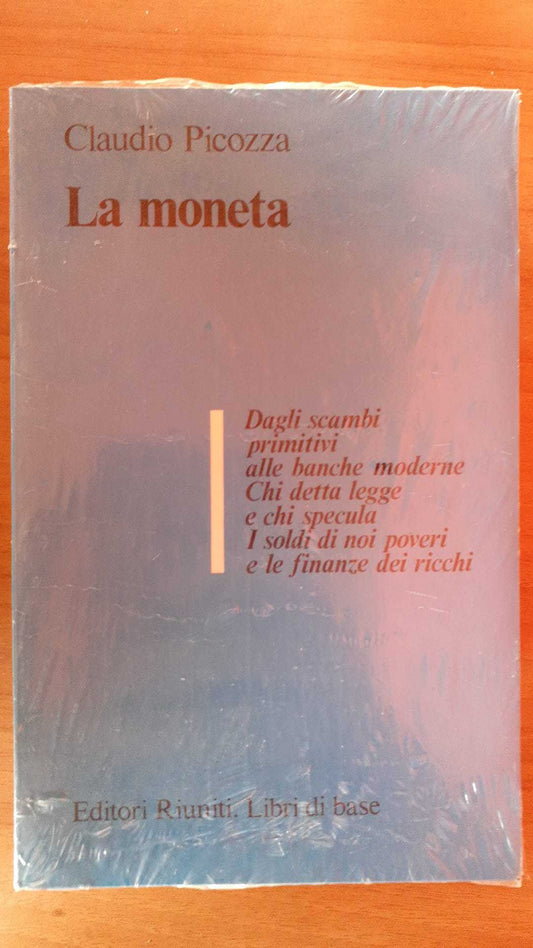 Claudio Picozza
La moneta
Dagli scambi
primitivi
alle banche moderne
Chi detta legge
e chi specula
I soldi di noi poveri
e le finanze dei ricchi
Editori Riuniti. Libri di base